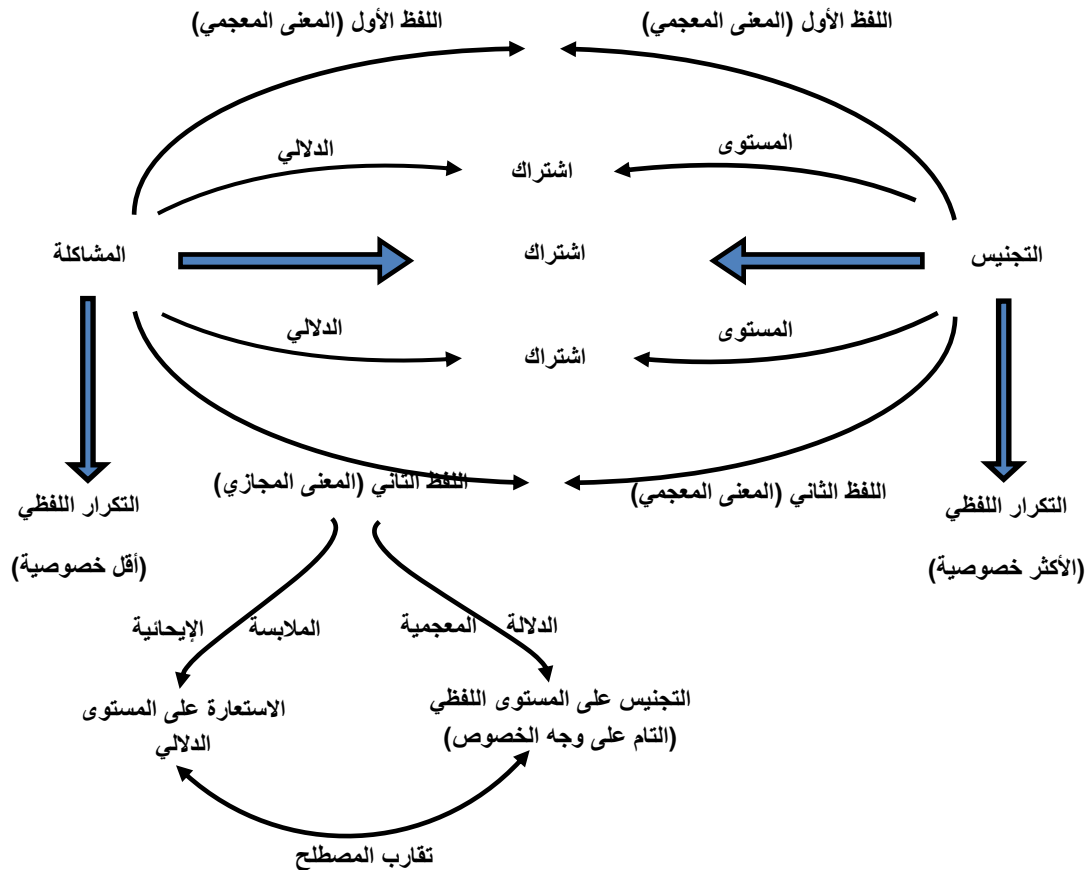 اللفظ الأول (المعنى المعجمي)
اللفظ الأول (المعنى المعجمي)
المستوى
الدلالي
اشتراك
التجنيس
اشتراك
المشاكلة
المستوى
الدلالي
اشتراك
اللفظ الثاني (المعنى المعجمي)
اللفظ الثاني (المعنى المجازي)
التكرار اللفظي
(الأكثر خصوصية)
التكرار اللفظي
(أقل خصوصية)
الدلالة
المعجمية
الملابسة
الإيحائية
التجنيس على المستوى اللفظي
(التام على وجه الخصوص)
الاستعارة على المستوى
الدلالي
تقارب المصطلح